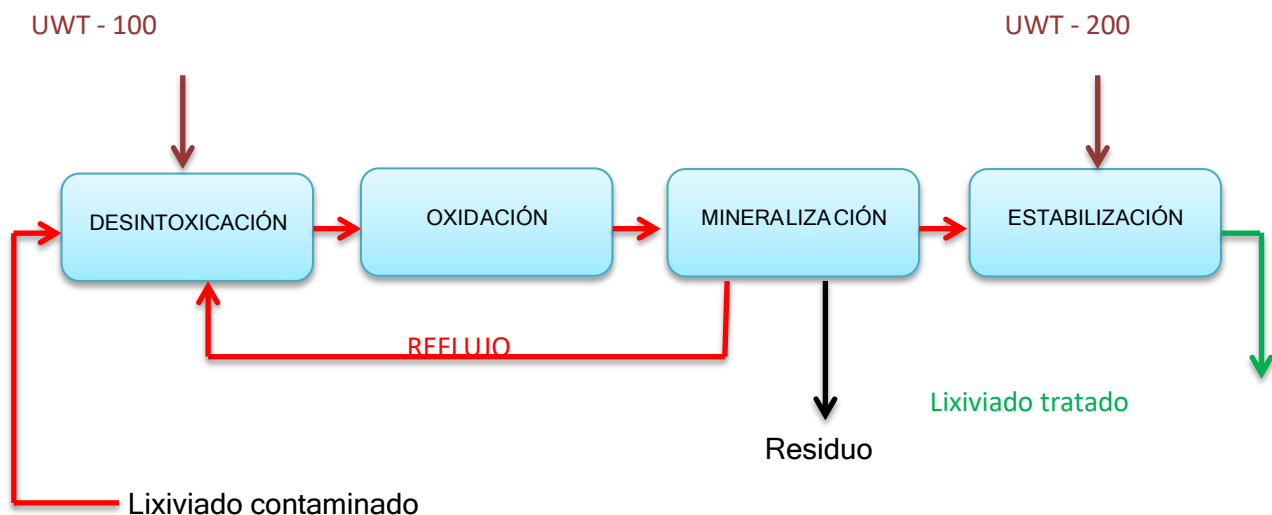 UWT - 100
UWT - 200
DESINTOXICACIÓN
OXIDACIÓN
MINERALIZACIÓN
ESTABILIZACIÓN
REFLUJO
Lixiviado tratado
Residuo
Lixiviado contaminado